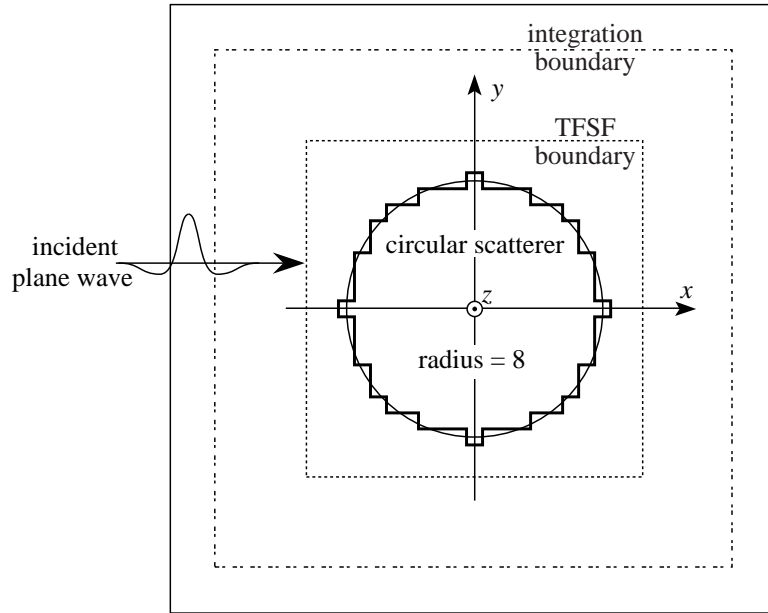 integration
boundary
y
TFSF
boundary
incident
plane wave
circular scatterer
z
x
radius = 8